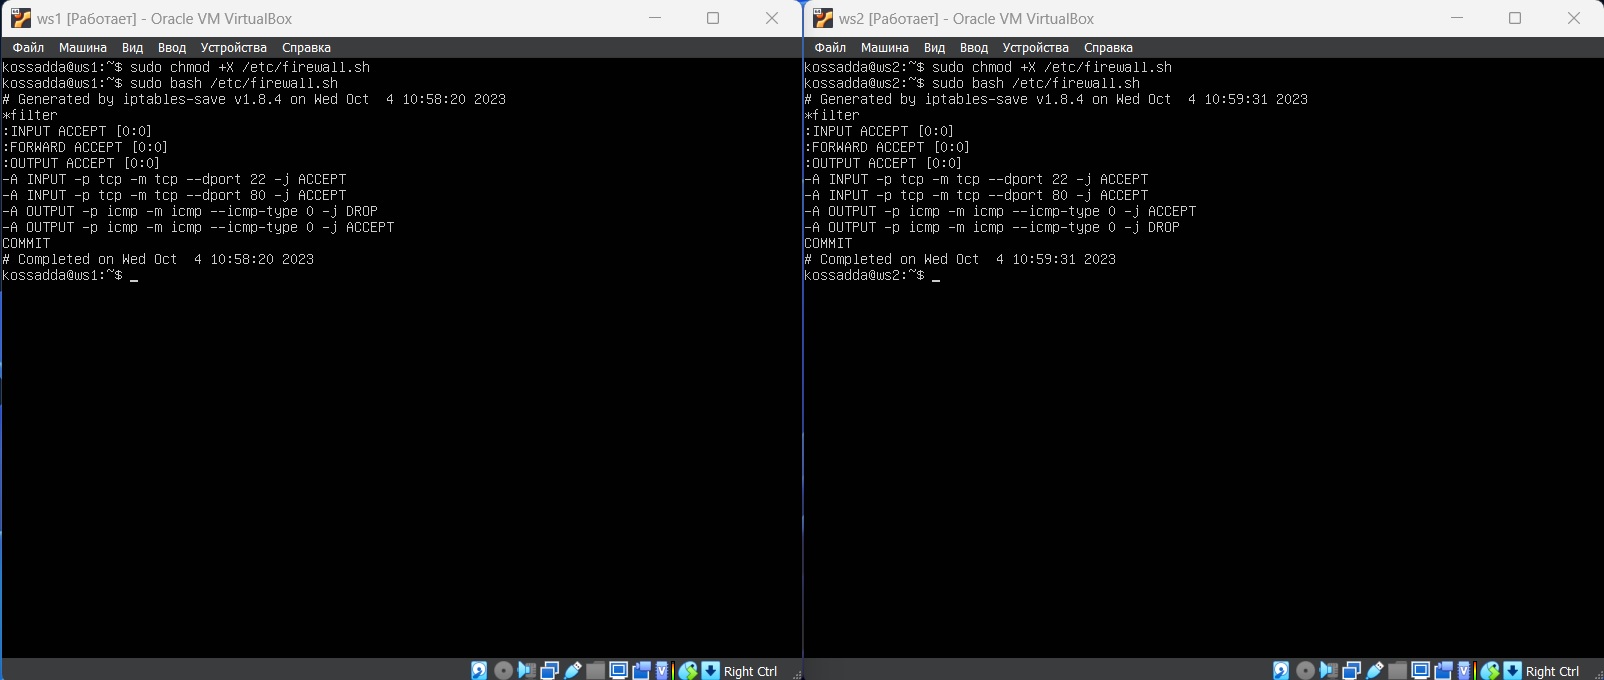 ws1 [Работает] - Oracle VM VirtualBox
Файл Машина Вид Ввод Устройства Справка
kossadda@ws1:~$ sudo chmod +X /etc/firewall.sh
kossadda@ws1:~$ sudo bash /etc/firewall.sh
# Generated by iptables-save v1.8.4 on Wed Oct  4 10:58:20 2023
*filter
:INPUT ACCEPT [0:0]
:FORWARD ACCEPT [0:0]
:OUTPUT ACCEPT [0:0]
-A INPUT -p tcp -m tcp --dport 22 -j ACCEPT
-A INPUT -p tcp -m tcp --dport 80 -j ACCEPT
-A OUTPUT -p icmp -m icmp --icmp-type 0 -j DROP
-A OUTPUT -p icmp -m icmp --icmp-type 0 -j ACCEPT
COMMIT
# Completed on Wed Oct  4 10:58:20 2023
kossadda@ws1:~$ _
Right Ctrl
ws2 [Работает] - Oracle VM VirtualBox
Файл Машина Вид Ввод Устройства Справка
kossadda@ws2:~$ sudo chmod +X /etc/firewall.sh
kossadda@ws2:~$ sudo bash /etc/firewall.sh
# Generated by iptables-save v1.8.4 on Wed Oct  4 10:59:31 2023
*filter
:INPUT ACCEPT [0:0]
:FORWARD ACCEPT [0:0]
:OUTPUT ACCEPT [0:0]
-A INPUT -p tcp -m tcp --dport 22 -j ACCEPT
-A INPUT -p tcp -m tcp --dport 80 -j ACCEPT
-A OUTPUT -p icmp -m icmp --icmp-type 0 -j ACCEPT
-A OUTPUT -p icmp -m icmp --icmp-type 0 -j DROP
COMMIT
# Completed on Wed Oct  4 10:59:31 2023
kossadda@ws2:~$ _
Right Ctrl